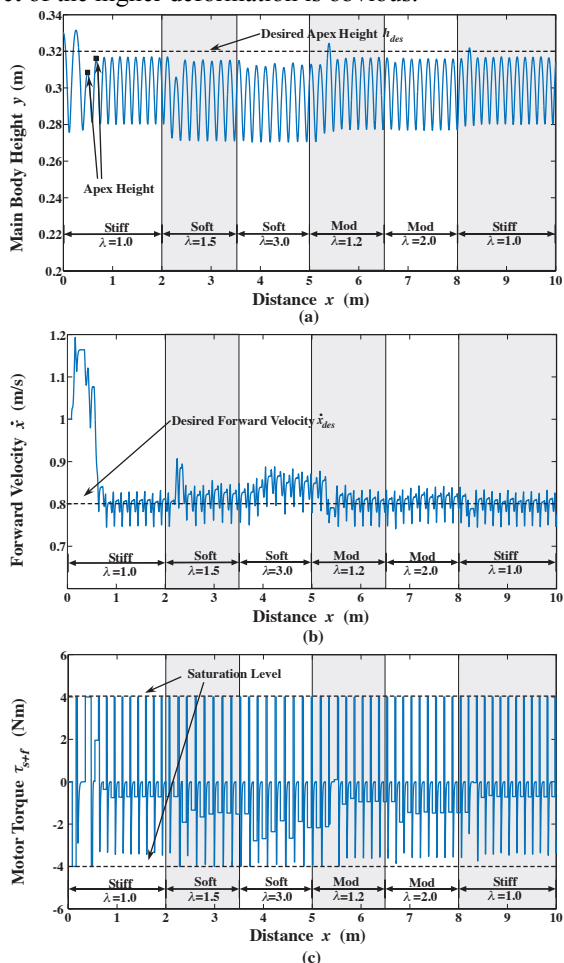 et of the higher deformation is obvious.
0.34
0.32
0.3
0.28
0.26
0.24
0.22
0.2
Main Body Height y (m)
Desired Apex Height h_des
Apex Height
Stiff Soft Soft Mod Mod Stiff
λ=1.0 λ=1.5 λ=3.0 λ=1.2 λ=2.0 λ=1.0
0 1 2 3 4 5 6 7 8 9 10
Distance x (m)
(a)
1.2
1.1
1
0.9
0.8
0.7
0.6
Forward Velocity ẋ (m/s)
Desired Forward Velocity ẋ_des
Stiff Soft Soft Mod Mod Stiff
λ=1.0 λ=1.5 λ=3.0 λ=1.2 λ=2.0 λ=1.0
0 1 2 3 4 5 6 7 8 9 10
Distance x (m)
(b)
6
4
2
0
-2
-4
-6
Motor Torque τ_s+f (Nm)
Saturation Level
Stiff Soft Soft Mod Mod Stiff
λ=1.0 λ=1.5 λ=3.0 λ=1.2 λ=2.0 λ=1.0
0 1 2 3 4 5 6 7 8 9 10
Distance x (m)
(c)